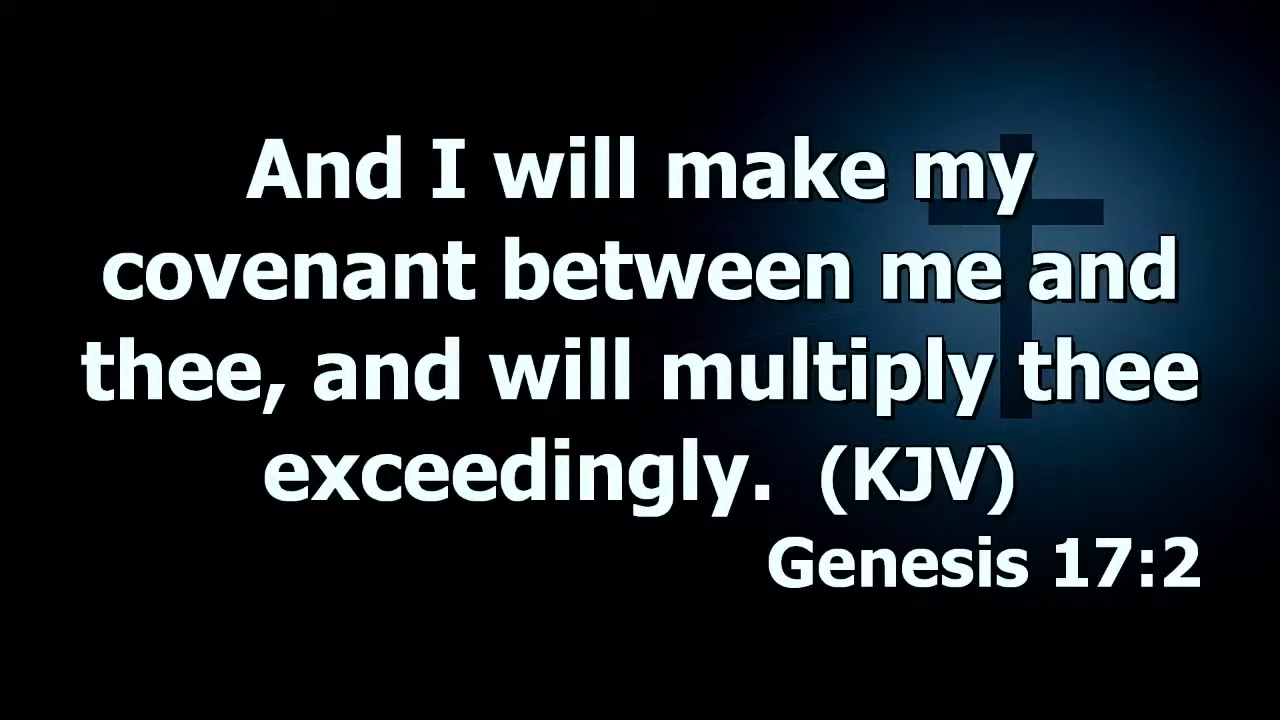 And I will make my
covenant between me and
thee, and will multiply thee
exceedingly.  (KJV)
Genesis 17:2